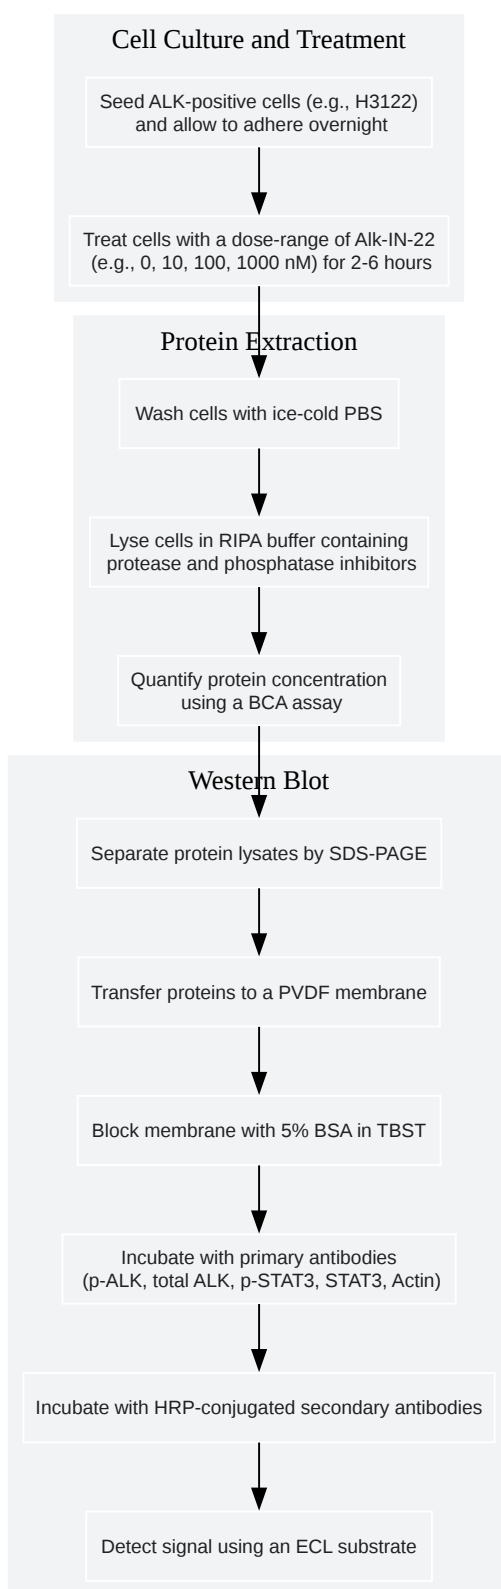 Cell Culture and Treatment
Seed ALK-positive cells (e.g., H3122)
and allow to adhere overnight
Treat cells with a dose-range of Alk-IN-22
(e.g., 0, 10, 100, 1000 nM) for 2-6 hours
Protein Extraction
Wash cells with ice-cold PBS
Lyse cells in RIPA buffer containing
protease and phosphatase inhibitors
Quantify protein concentration
using a BCA assay
Western Blot
Separate protein lysates by SDS-PAGE
Transfer proteins to a PVDF membrane
Block membrane with 5% BSA in TBST
Incubate with primary antibodies
(p-ALK, total ALK, p-STAT3, STAT3, Actin)
Incubate with HRP-conjugated secondary antibodies
Detect signal using an ECL substrate